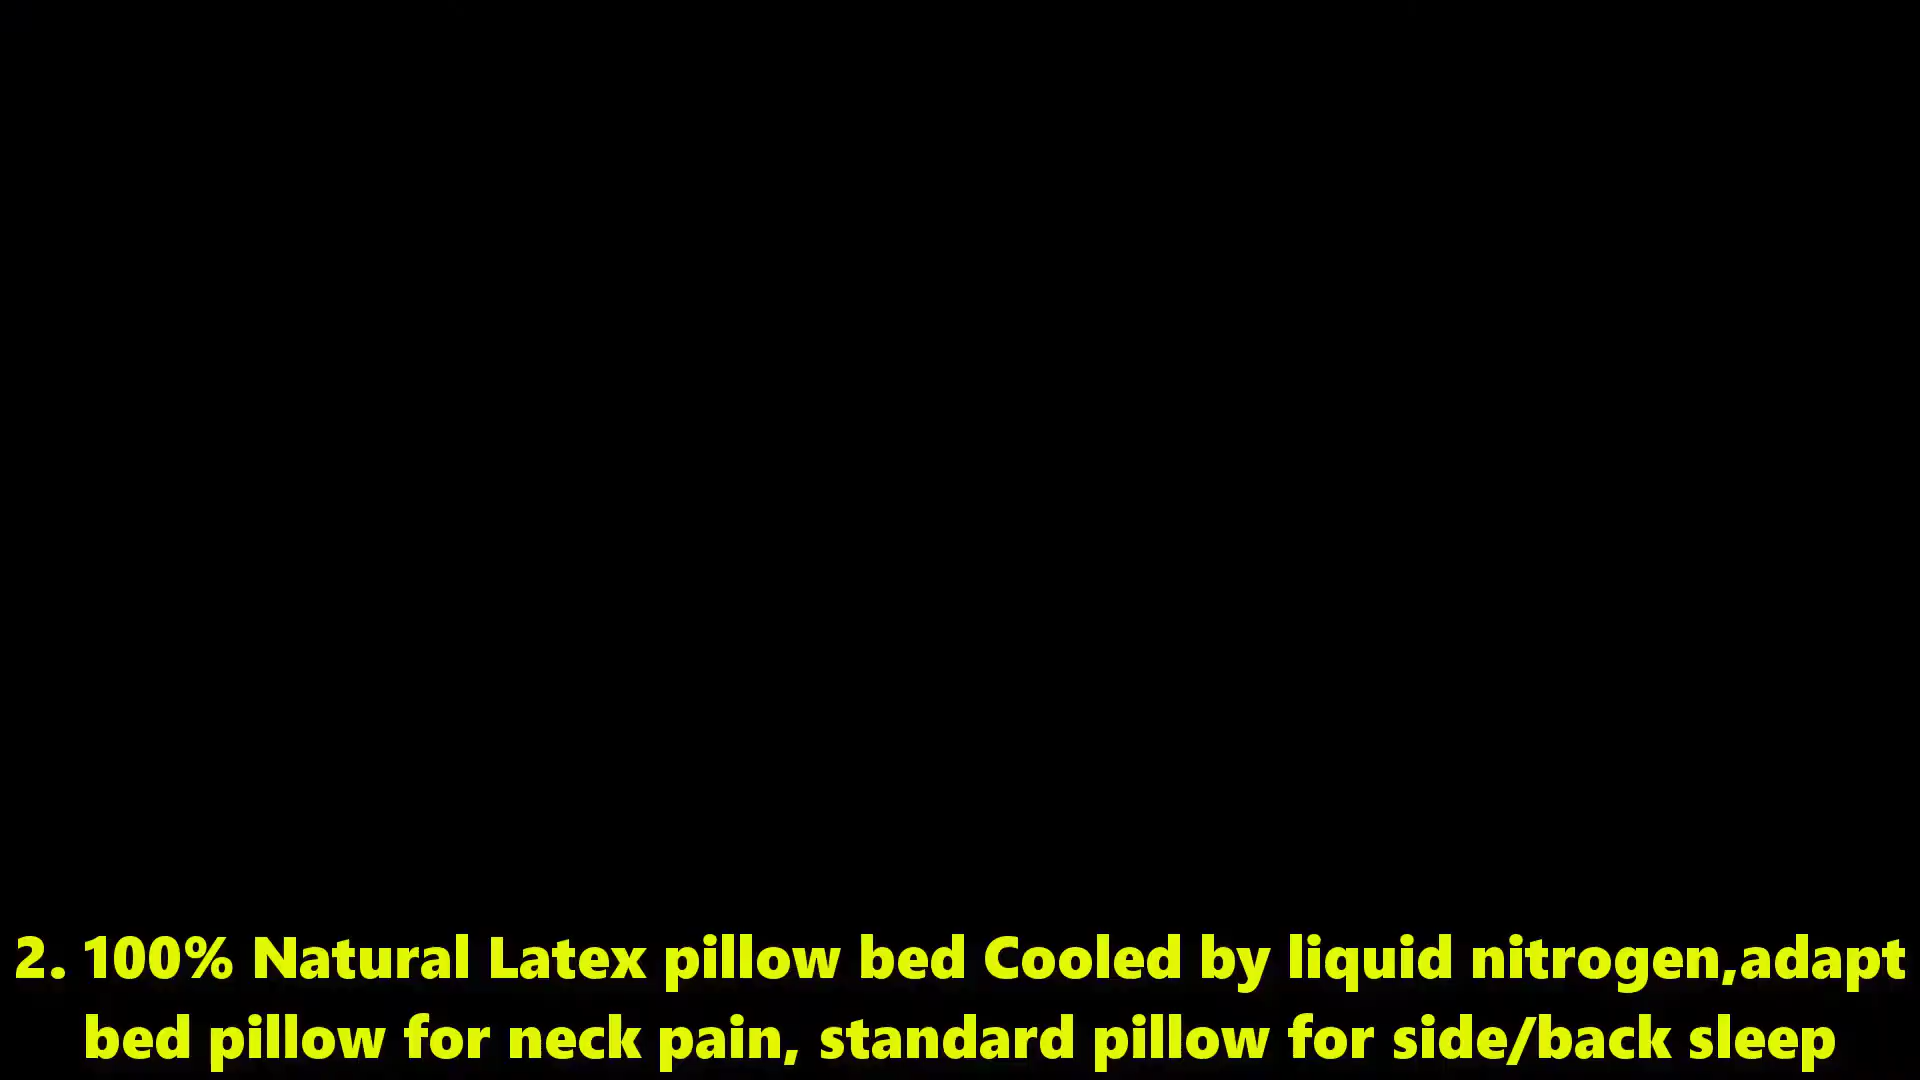 2. 100% Natural Latex pillow bed Cooled by liquid nitrogen,adapt
bed pillow for neck pain, standard pillow for side/back sleep